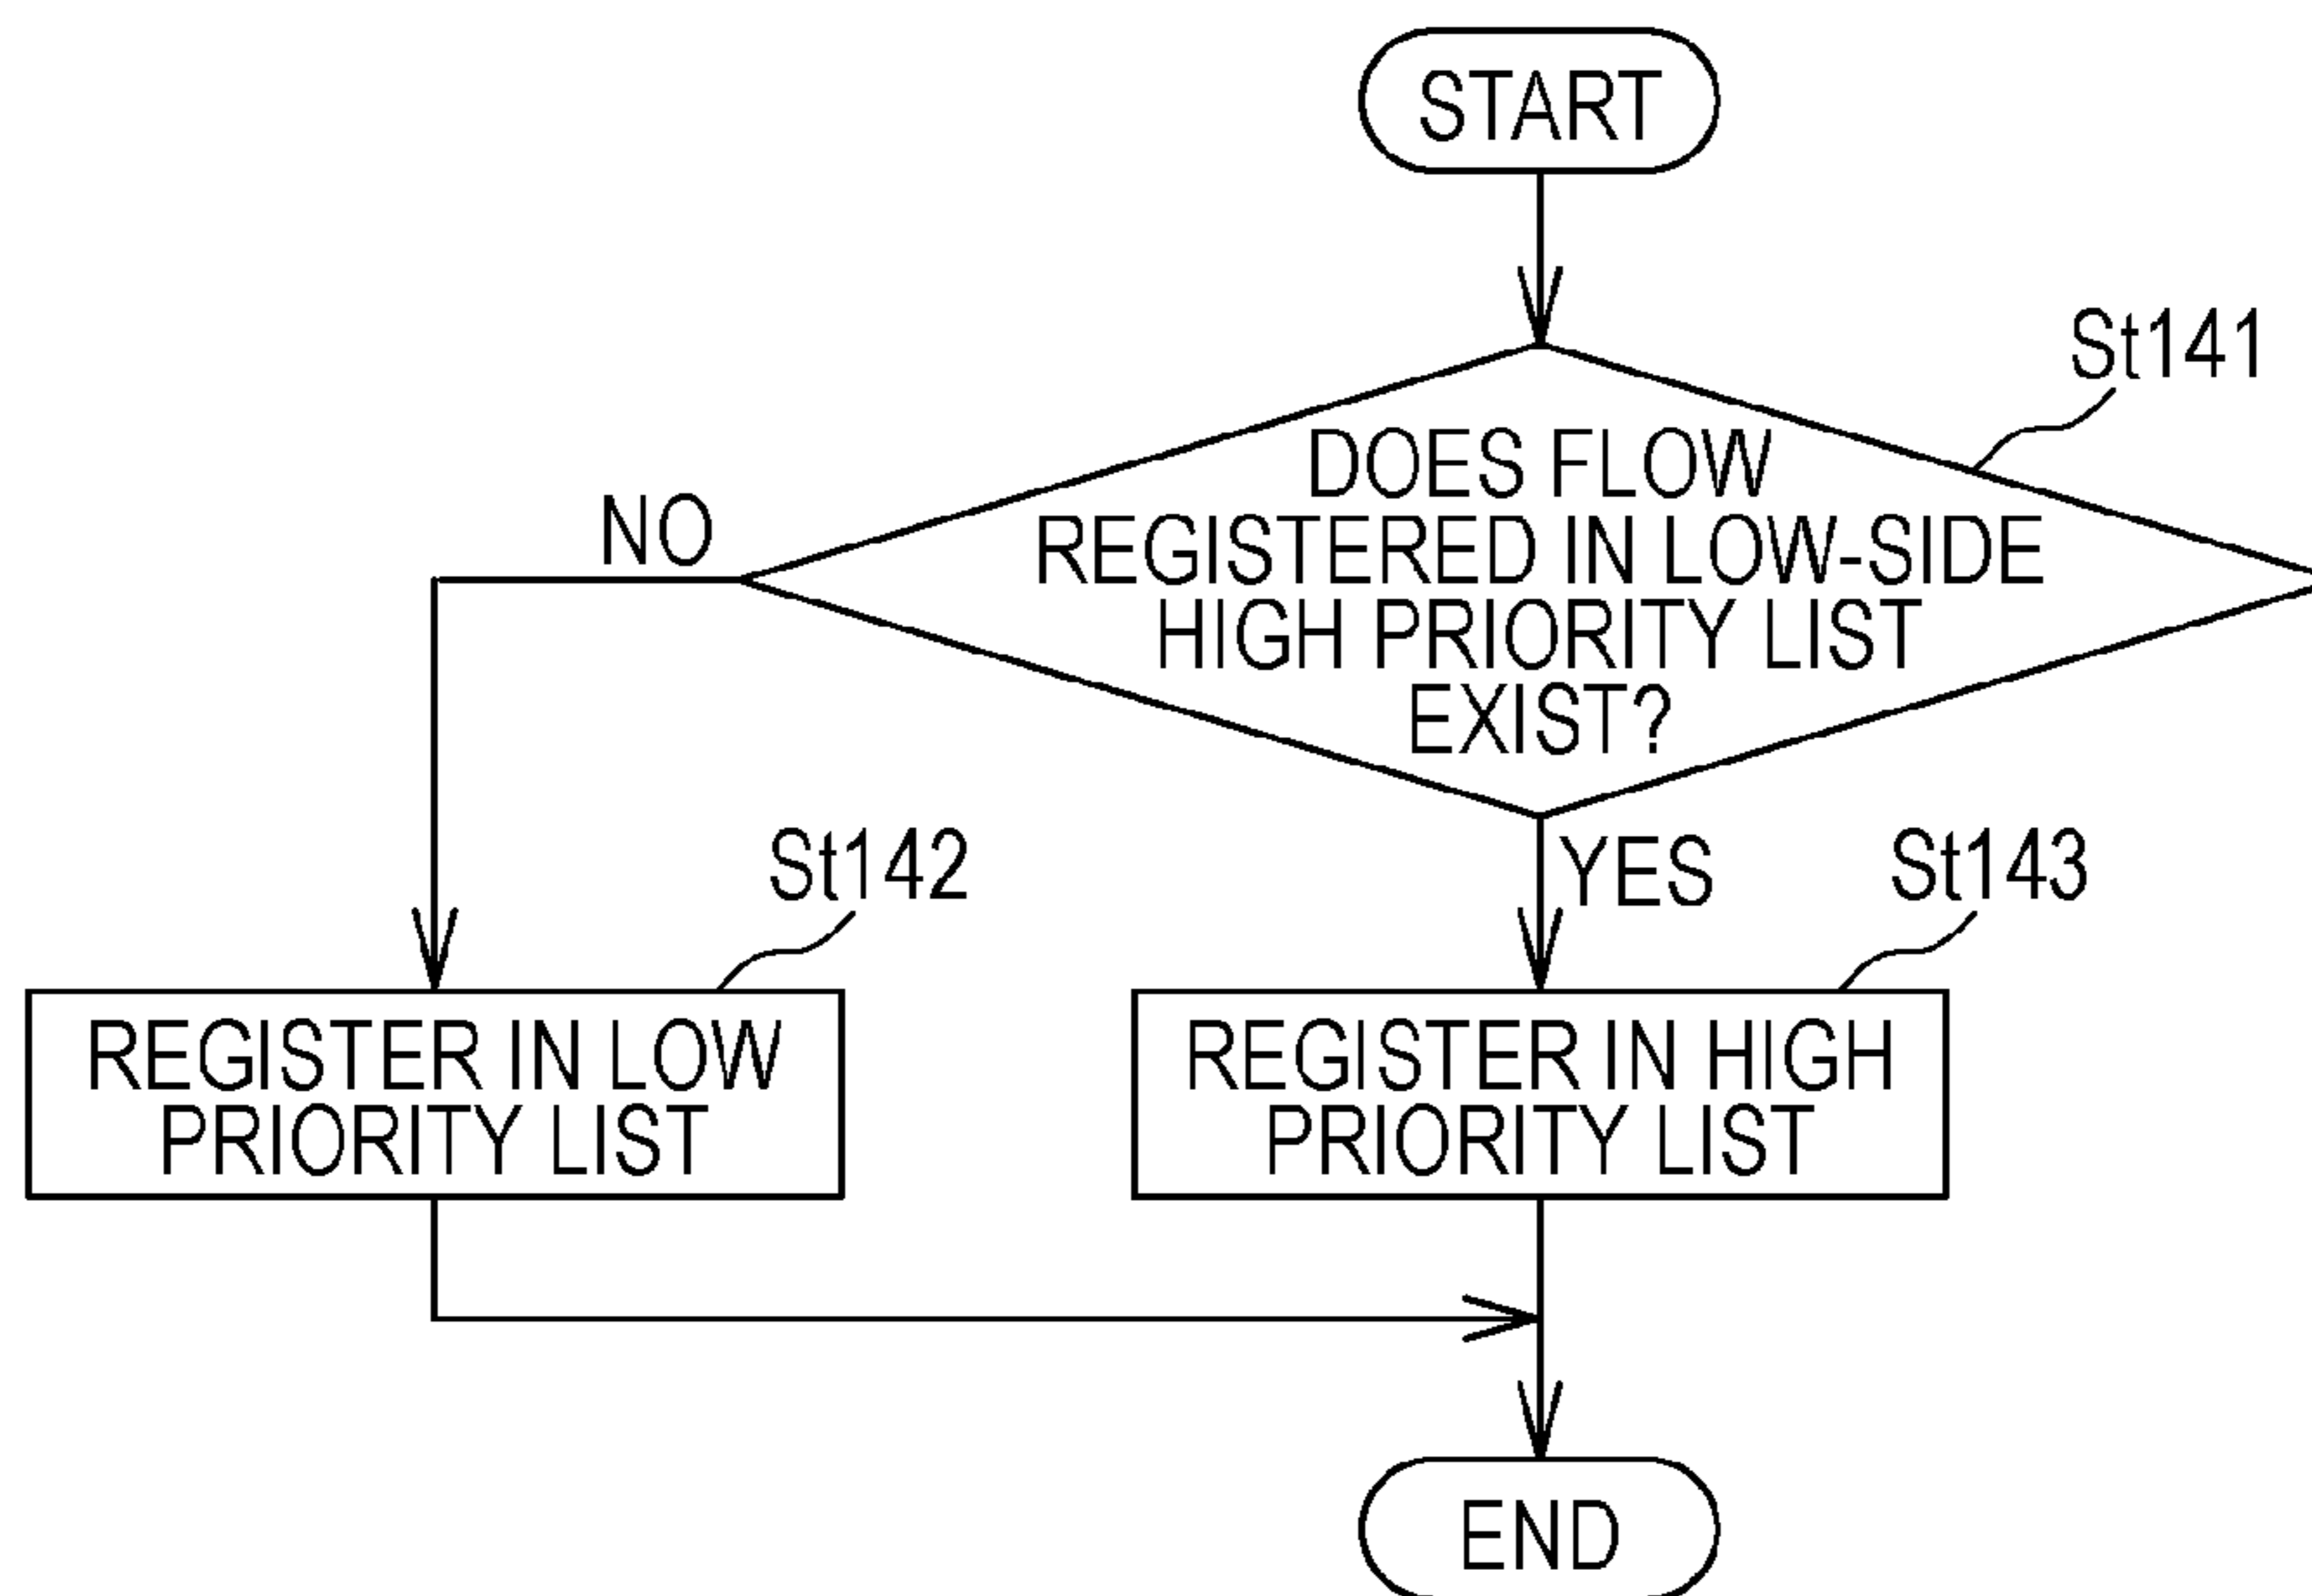 START
St141
DOES FLOW
REGISTERED IN LOW-SIDE
HIGH PRIORITY LIST
EXIST?
NO
YES
St142
REGISTER IN LOW
PRIORITY LIST
St143
REGISTER IN HIGH
PRIORITY LIST
END